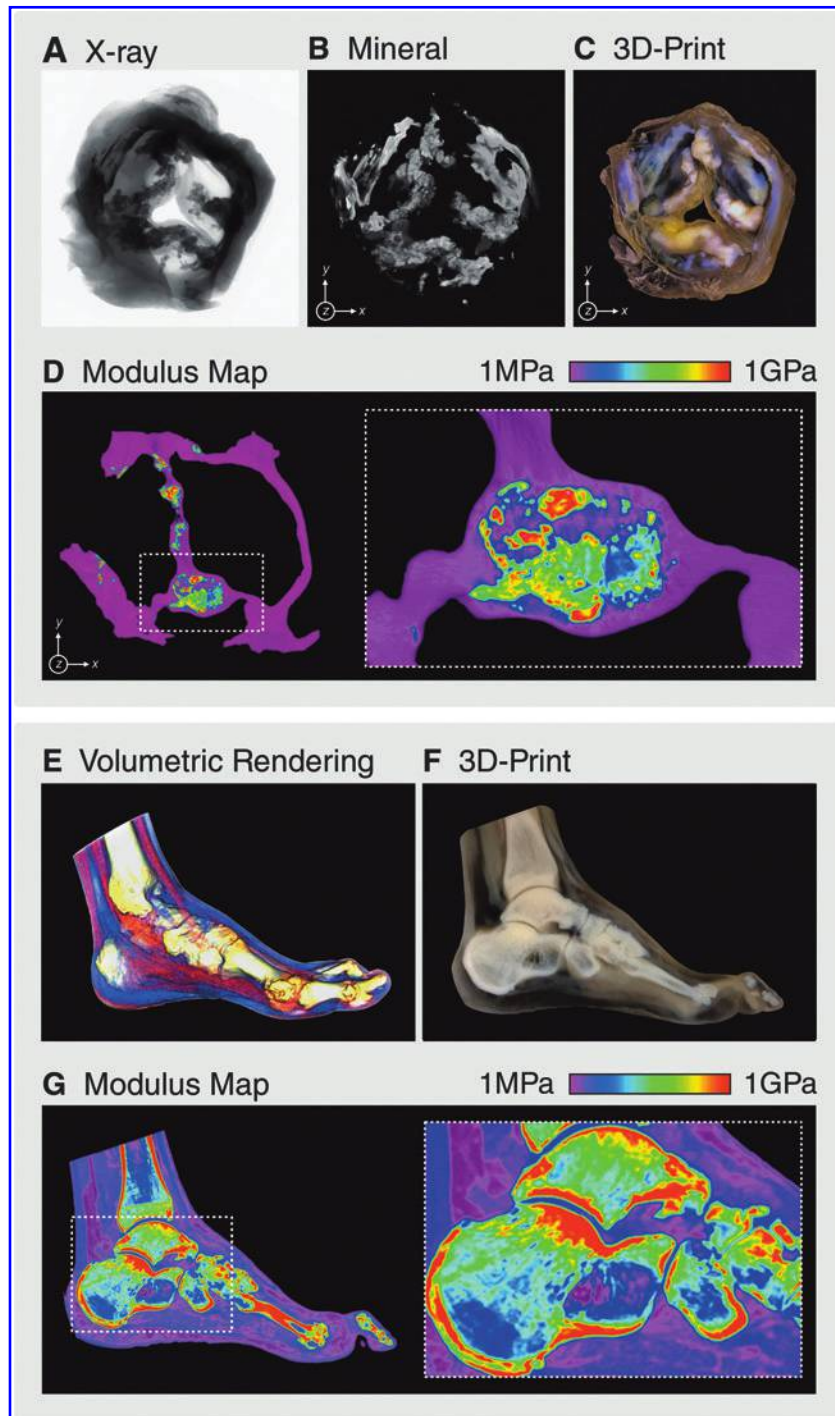 A X-ray
B Mineral
C 3D-Print
y
z x
y
z x
D Modulus Map
1MPa 1GPa
y
z x
E Volumetric Rendering
F 3D-Print
G Modulus Map
1MPa 1GPa